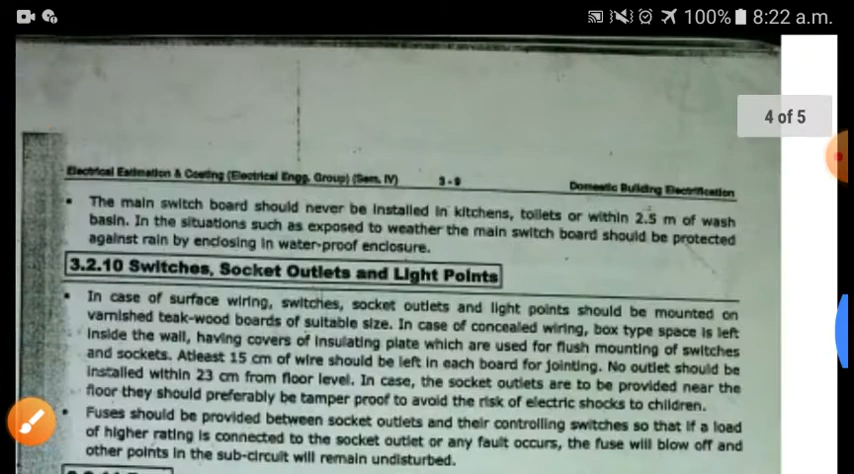 100% 8:22 a.m.
4 of 5
Electrical Estimation & Costing (Electrical Engg. Group) (Sem. IV) 3 - 9 Domestic Building Electrification
• The main switch board should never be installed in kitchens, toilets or within 2.5 m of wash
basin. In the situations such as exposed to weather the main switch board should be protected
against rain by enclosing in water-proof enclosure.
3.2.10 Switches, Socket Outlets and Light Points
• In case of surface wiring, switches, socket outlets and light points should be mounted on
varnished teak-wood boards of suitable size. In case of concealed wiring, box type space is left
inside the wall, having covers of insulating plate which are used for flush mounting of switches
and sockets. Atleast 15 cm of wire should be left in each board for jointing. No outlet should be
installed within 23 cm from floor level. In case, the socket outlets are to be provided near the
floor they should preferably be tamper proof to avoid the risk of electric shocks to children.
• Fuses should be provided between socket outlets and their controlling switches so that if a load
of higher rating is connected to the socket outlet or any fault occurs, the fuse will blow off and
other points in the sub-circuit will remain undisturbed.